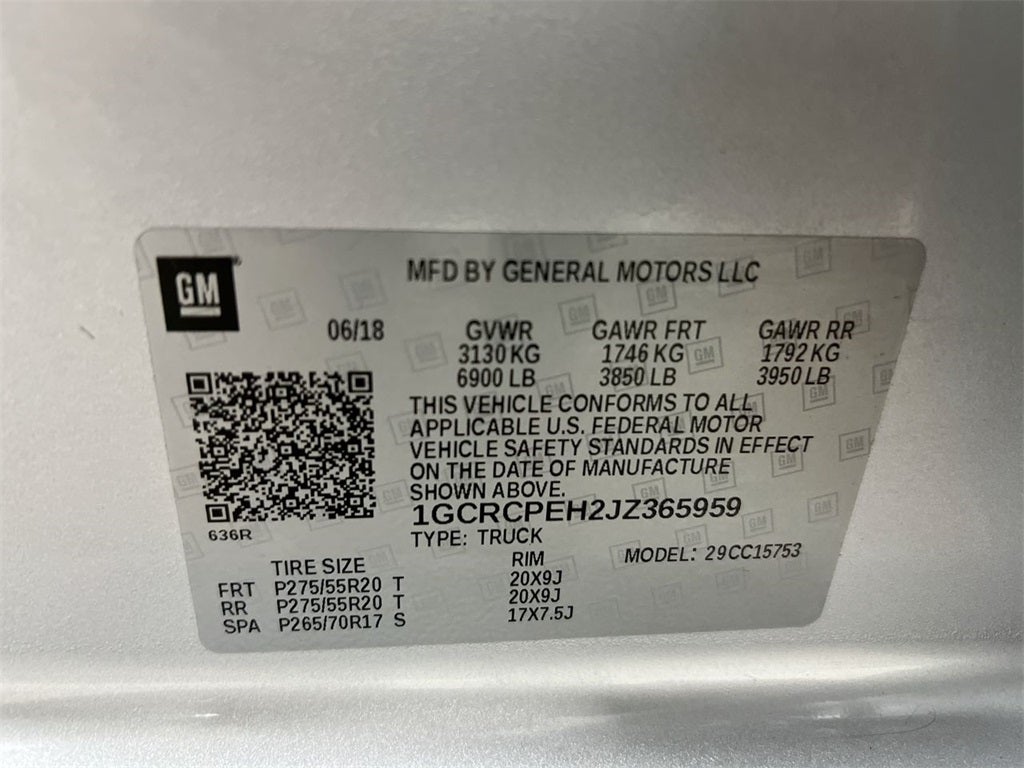 GM
MFD BY GENERAL MOTORS LLC
06/18 GVWR GAWR FRT GAWR RR
3130 KG 1746 KG 1792 KG
6900 LB 3850 LB 3950 LB
THIS VEHICLE CONFORMS TO ALL
APPLICABLE U.S. FEDERAL MOTOR
VEHICLE SAFETY STANDARDS IN EFFECT
ON THE DATE OF MANUFACTURE
SHOWN ABOVE.
1GCRCPEH2JZ365959
636R
TYPE: TRUCK
TIRE SIZE RIM MODEL: 29CC15753
FRT P275/55R20 T 20X9J
RR P275/55R20 T 20X9J
SPA P265/70R17 S 17X7.5J